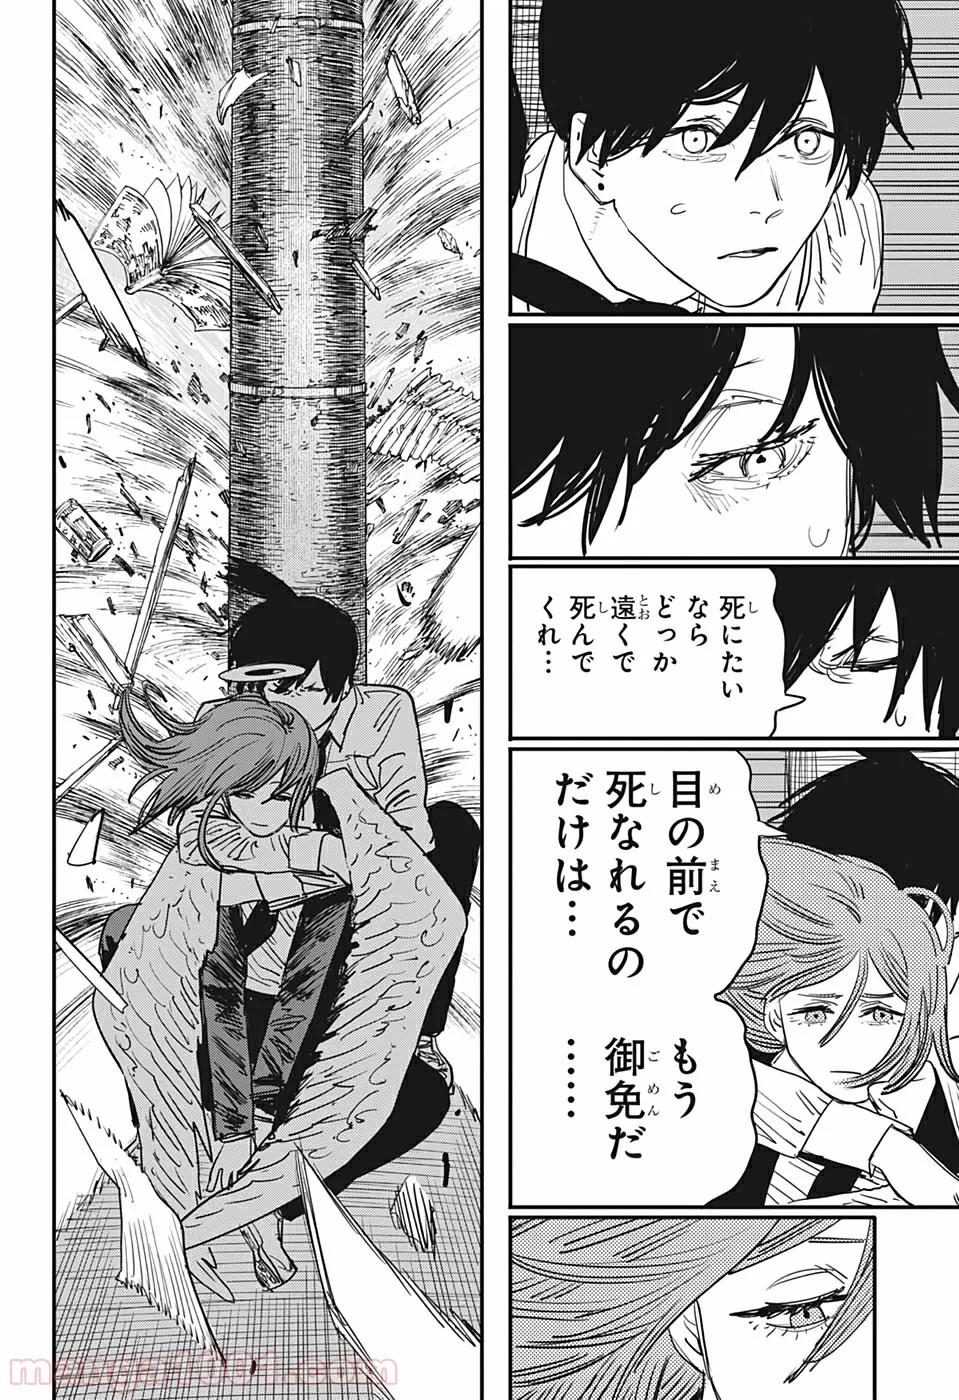 死にたい
なら
どっか
遠くで
死んで
くれ…
目の前で
死なれるの
だけは…
もう
御免だ
……